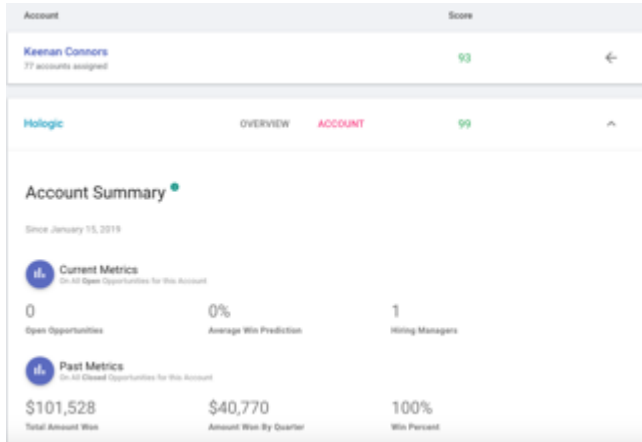 Account Score
Keenan Connors 93
77 accounts assigned
Hologic OVERVIEW ACCOUNT 99
Account Summary
Since January 15, 2019
Current Metrics
On All Open Opportunities for this Account
0 0% 1
Open Opportunities Average Win Prediction Hiring Managers
Past Metrics
On All Closed Opportunities for this Account
$101,528 $40,770 100%
Total Amount Won Amount Won By Quarter Win Percent